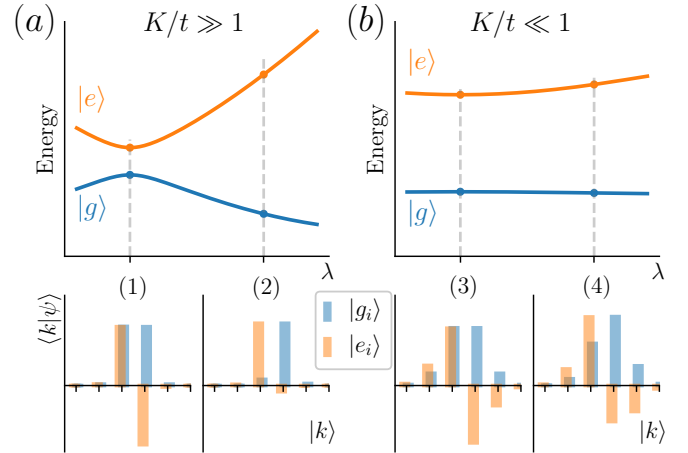 (a)
K/t ≫ 1
|e⟩
|g⟩
Energy
λ
(b)
K/t ≪ 1
|e⟩
|g⟩
Energy
λ
(1)
(2)
(3)
(4)
⟨k|ψ⟩
|g_i⟩
|e_i⟩
|k⟩
|k⟩